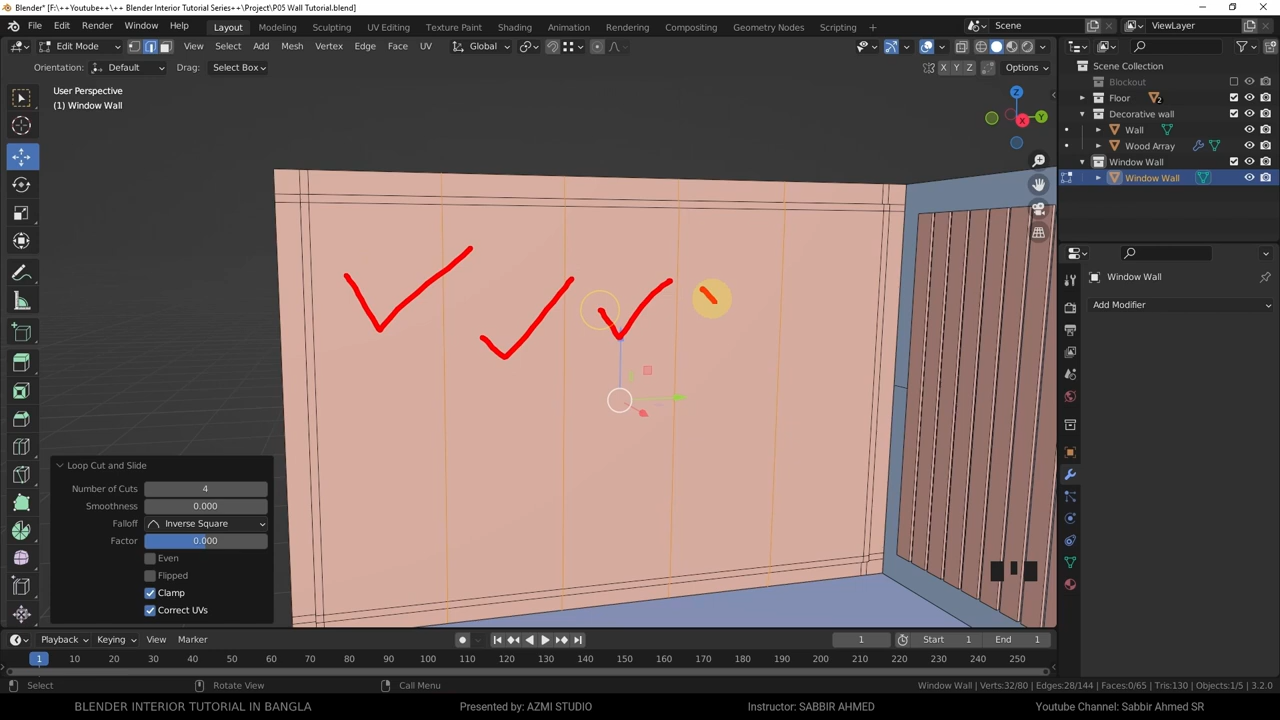 Blender* [F:\++Youtube++\++ Blender Interior Tutorial Series++\Project\P05 Wall Tutorial.blend]
File Edit Render Window Help Layout Modeling Sculpting UV Editing Texture Paint Shading Animation Rendering Compositing Geometry Nodes Scripting Scene ViewLayer
Edit Mode View Select Add Mesh Vertex Edge Face UV Global
Orientation: Default Drag: Select Box X Y Z Options
User Perspective
(1) Window Wall
Z
Y
X
Scene Collection
Blockout
Floor 2
Decorative wall
Wall
Wood Array
Window Wall
Window Wall
Window Wall
Add Modifier
Loop Cut and Slide
Number of Cuts 4
Smoothness 0.000
Falloff Inverse Square
Factor 0.000
Even
Flipped
Clamp
Correct UVs
Playback Keying View Marker 1 Start 1 End 1
1 10 20 30 40 50 60 70 80 90 100 110 120 130 140 150 160 170 180 190 200 210 220 230 240 250
Select Rotate View Call Menu Window Wall | Verts:32/80 | Edges:28/144 | Faces:0/65 | Tris:130 | Objects:1/5 | 3.2.0
BLENDER INTERIOR TUTORIAL IN BANGLA Presented by: AZMI STUDIO Instructor: SABBIR AHMED Youtube Channel: Sabbir Ahmed SR